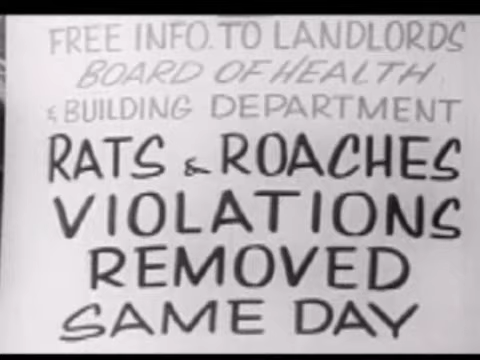 FREE INFO. TO LANDLORDS
BOARD OF HEALTH
& BUILDING DEPARTMENT
RATS & ROACHES
VIOLATIONS
REMOVED
SAME DAY